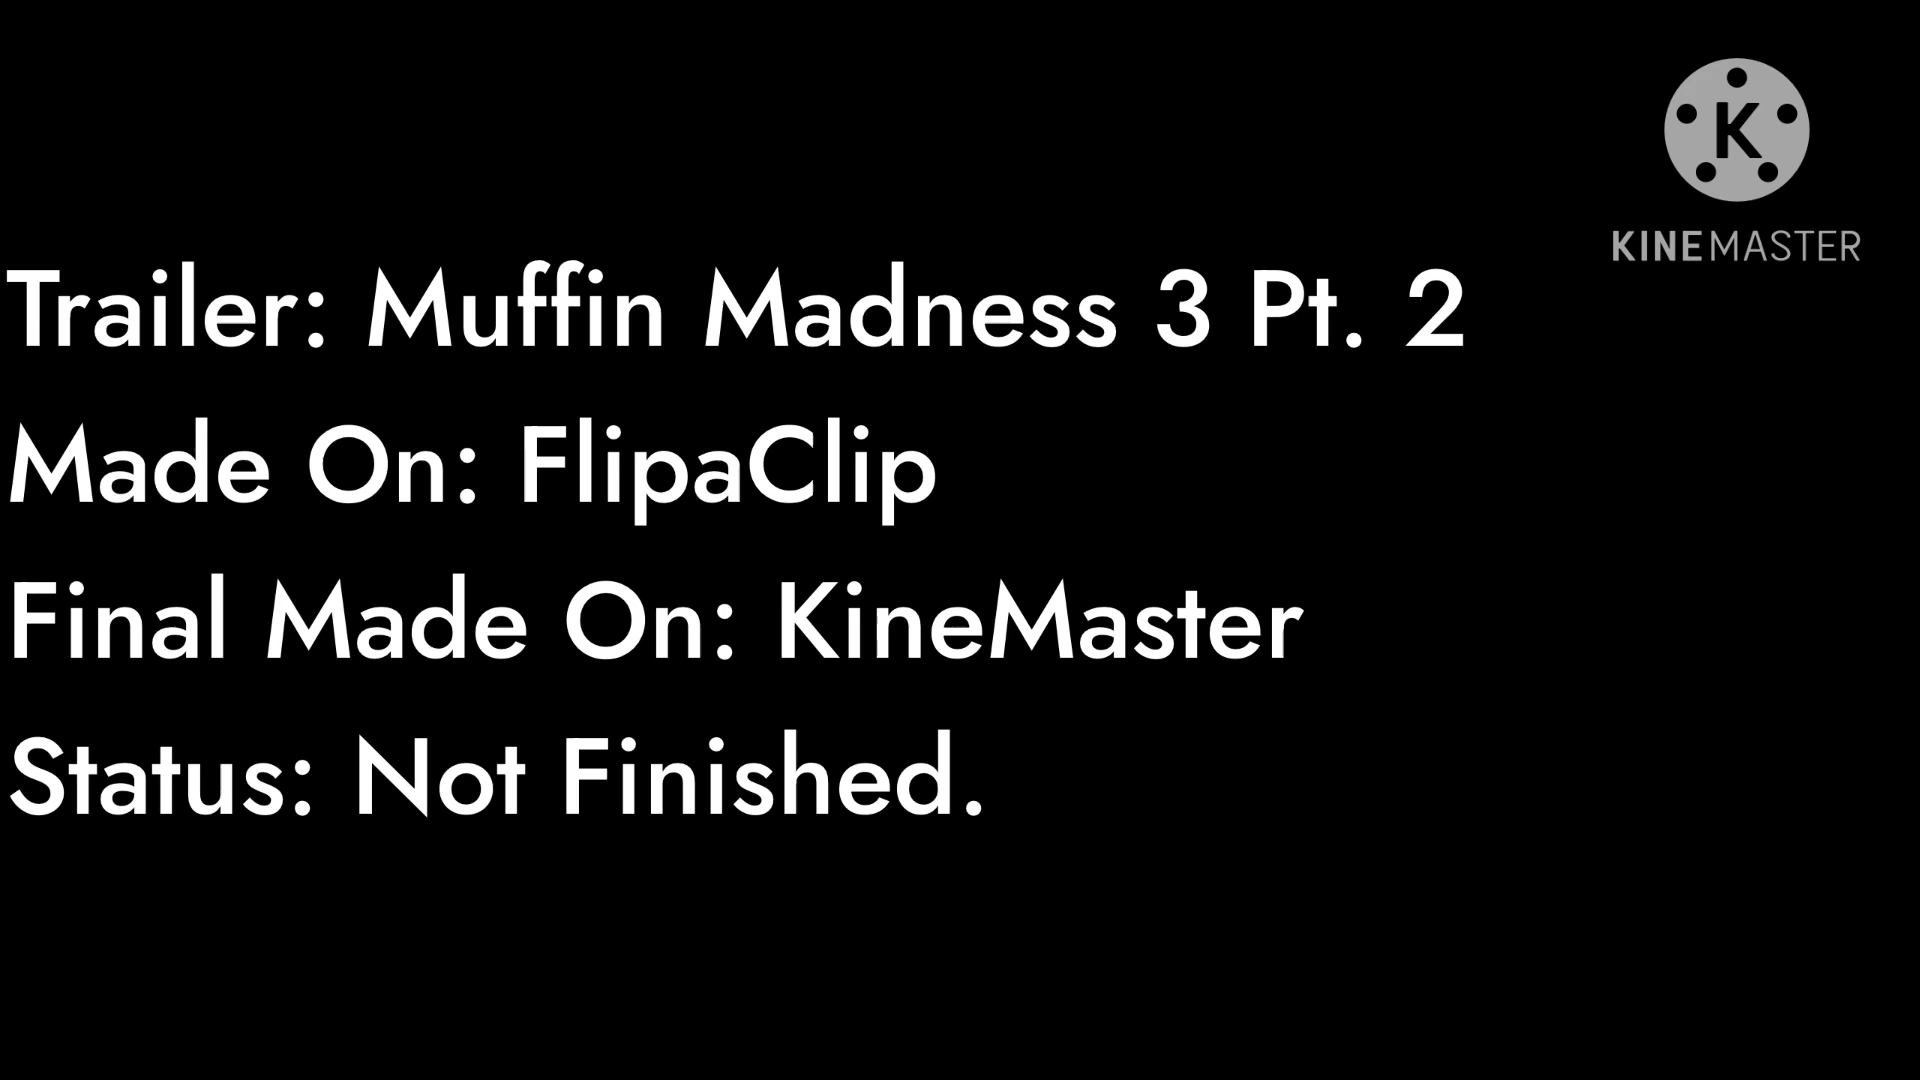 K
KINEMASTER
Trailer: Muffin Madness 3 Pt. 2
Made On: FlipaClip
Final Made On: KineMaster
Status: Not Finished.